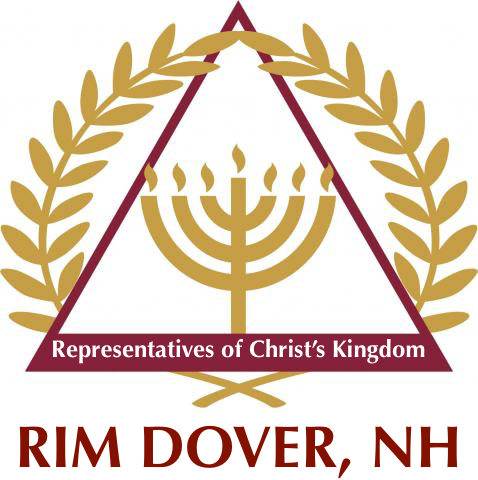 Representatives of Christ's Kingdom
RIM DOVER, NH